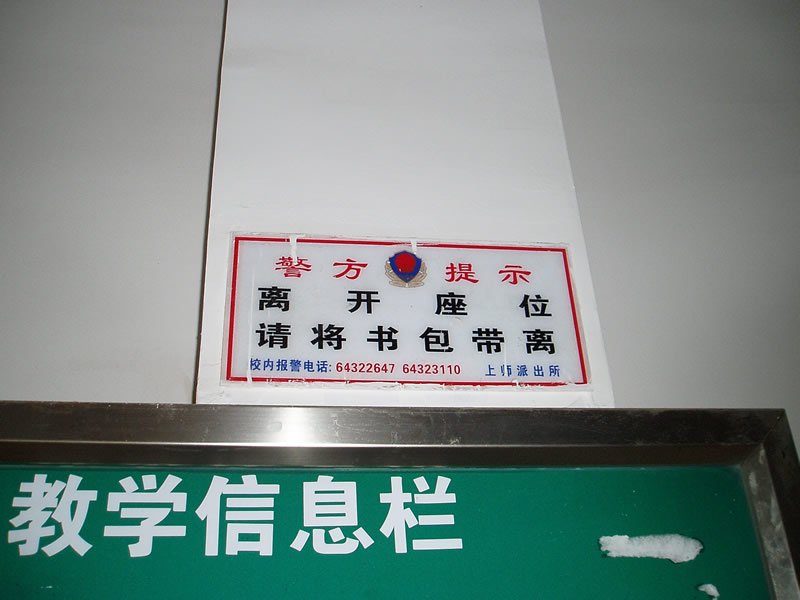 警方提示
离开座位
请将书包带离
校内报警电话: 64322647 64323110 上师派出所
教学信息栏